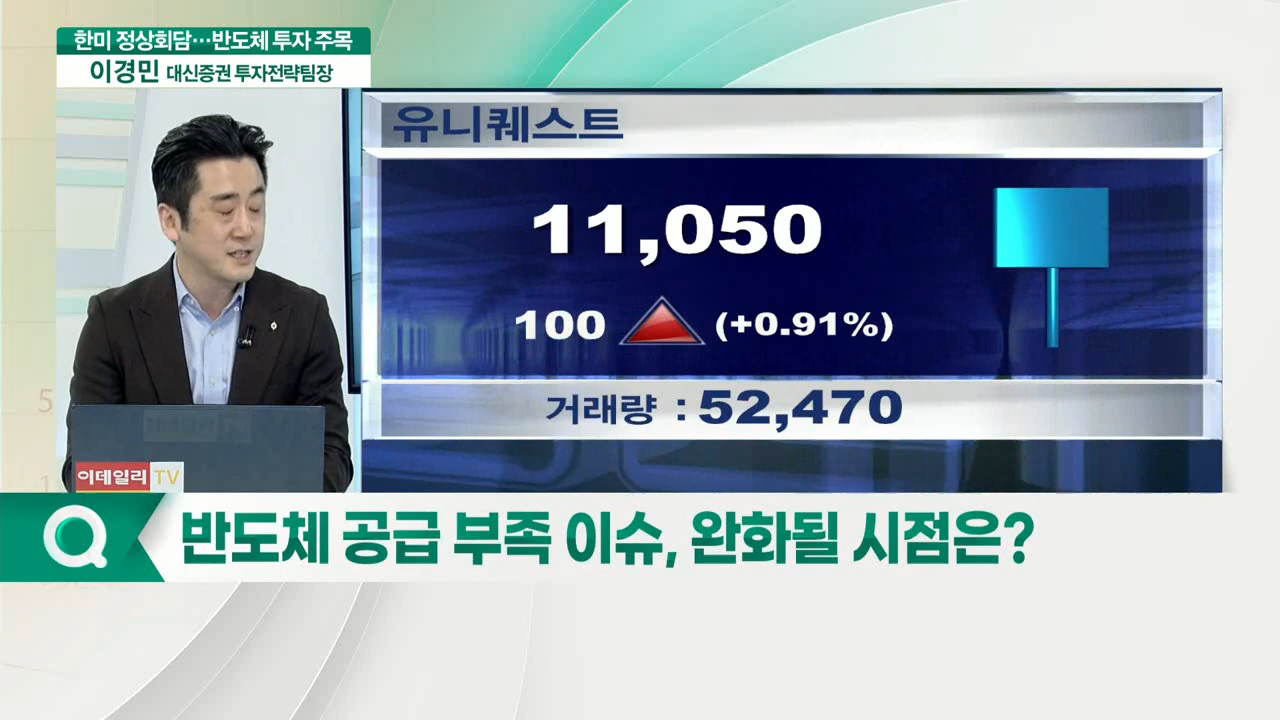 한미 정상회담…반도체 투자 주목
이경민 대신증권 투자전략팀장
유니퀘스트
11,050
100 (+0.91%)
거래량 : 52,470
5
1
이데일리 TV
Q 반도체 공급 부족 이슈, 완화될 시점은?